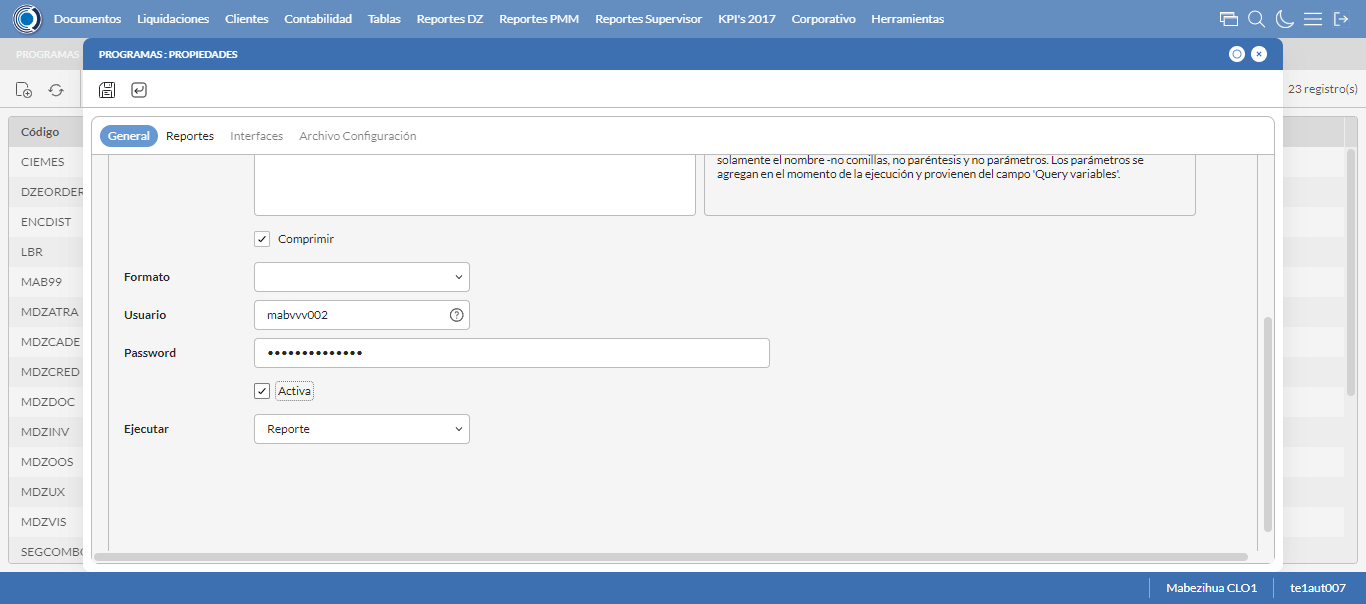 Documentos Liquidaciones Clientes Contabilidad Tablas Reportes DZ Reportes PMM Reportes Supervisor KPI's 2017 Corporativo Herramientas
PROGRAMAS
PROGRAMAS : PROPIEDADES
23 registro(s)
General Reportes Interfaces Archivo Configuración
Código
CIEMES
DZEORDER
ENCDIST
LBR
MAB99
MDZATRA
MDZCADE
MDZCRED
MDZDOC
MDZINV
MDZOOS
MDZUX
MDZVIS
SEGCOMBO
solamente el nombre -no comillas, no paréntesis y no parámetros. Los parámetros se
agregan en el momento de la ejecución y provienen del campo 'Query variables'.
Comprimir
Formato
Usuario mabvvv002
Password ••••••••••••••
Activa
Ejecutar Reporte
Mabezihua CLO1 te1aut007